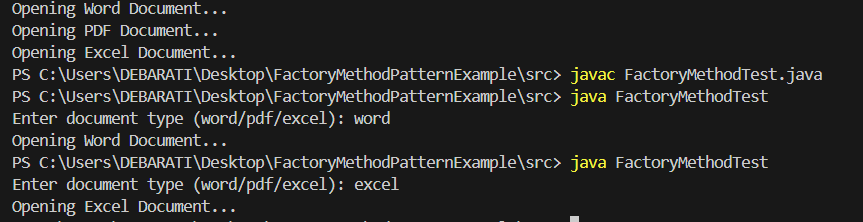 Opening Word Document...
Opening PDF Document...
Opening Excel Document...
PS C:\Users\DEBARATI\Desktop\FactoryMethodPatternExample\src> javac FactoryMethodTest.java
PS C:\Users\DEBARATI\Desktop\FactoryMethodPatternExample\src> java FactoryMethodTest
Enter document type (word/pdf/excel): word
Opening Word Document...
PS C:\Users\DEBARATI\Desktop\FactoryMethodPatternExample\src> java FactoryMethodTest
Enter document type (word/pdf/excel): excel
Opening Excel Document...